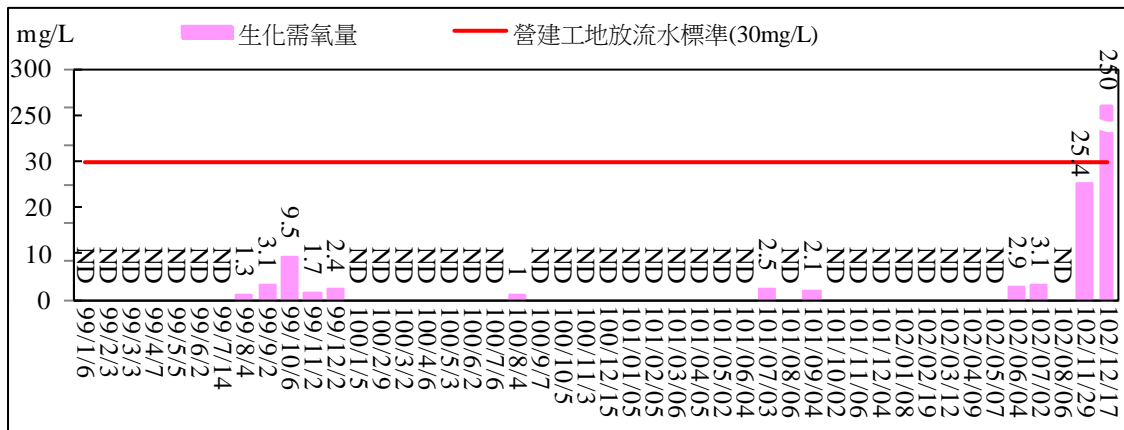 mg/L
生化需氧量
營建工地放流水標準(30mg/L)
300
250
30
20
10
0
ND
ND
ND
ND
ND
ND
ND
1.3
3.1
9.5
1.7
2.4
ND
ND
ND
ND
ND
ND
ND
1
ND
ND
ND
ND
ND
ND
ND
ND
ND
ND
2.5
ND
2.1
ND
ND
ND
ND
ND
ND
ND
ND
2.9
3.1
ND
25.4
250
99/1/6
99/2/3
99/3/3
99/4/7
99/5/5
99/6/2
99/7/14
99/8/4
99/9/2
99/10/6
99/11/2
99/12/2
100/1/5
100/2/9
100/3/2
100/4/6
100/5/3
100/6/2
100/7/6
100/8/4
100/9/7
100/10/5
100/11/3
100/12/15
101/01/05
101/02/05
101/03/06
101/04/05
101/05/02
101/06/04
101/07/03
101/08/06
101/09/04
101/10/02
101/11/06
101/12/04
102/01/08
102/02/19
102/03/12
102/04/09
102/05/07
102/06/04
102/07/02
102/08/06
102/11/29
102/12/17